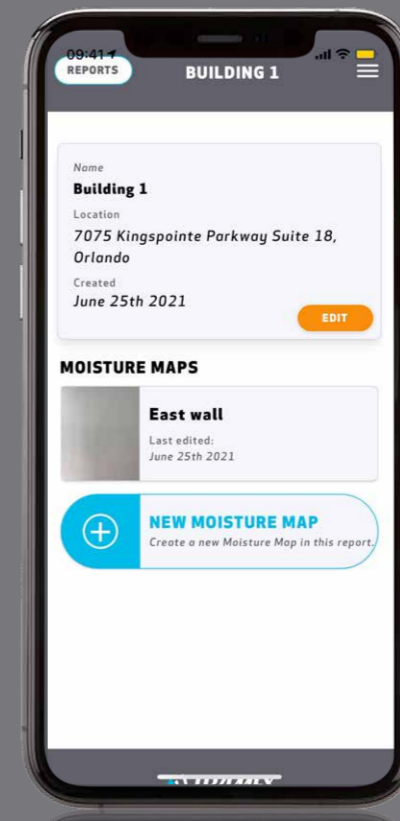 09:41
REPORTS
BUILDING 1
Name
Building 1
Location
7075 Kingspointe Parkway Suite 18,
Orlando
Created
June 25th 2021
EDIT
MOISTURE MAPS
East wall
Last edited:
June 25th 2021
NEW MOISTURE MAP
Create a new Moisture Map in this report.